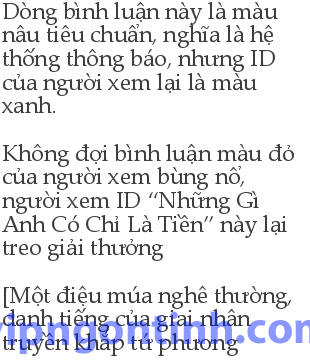 Dòng bình luận này là màu
nâu tiêu chuẩn, nghĩa là hệ
thống thông báo, nhưng ID
của người xem lại là màu
xanh.
Không đợi bình luận màu đỏ
của người xem bùng nổ,
người xem ID “Những Gì
Anh Có Chỉ Là Tiền” này lại
treo giải thưởng
[Một điệu múa nghê thường,
danh tiếng của giai nhân
truyền khắp tứ phương
vipngontinh.com